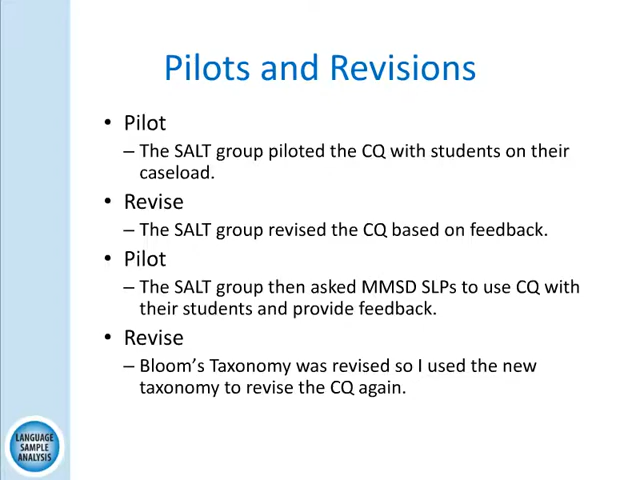 Pilots and Revisions
• Pilot
– The SALT group piloted the CQ with students on their
caseload.
• Revise
– The SALT group revised the CQ based on feedback.
• Pilot
– The SALT group then asked MMSD SLPs to use CQ with
their students and provide feedback.
• Revise
– Bloom's Taxonomy was revised so I used the new
taxonomy to revise the CQ again.
LANGUAGE
SAMPLE
ANALYSIS